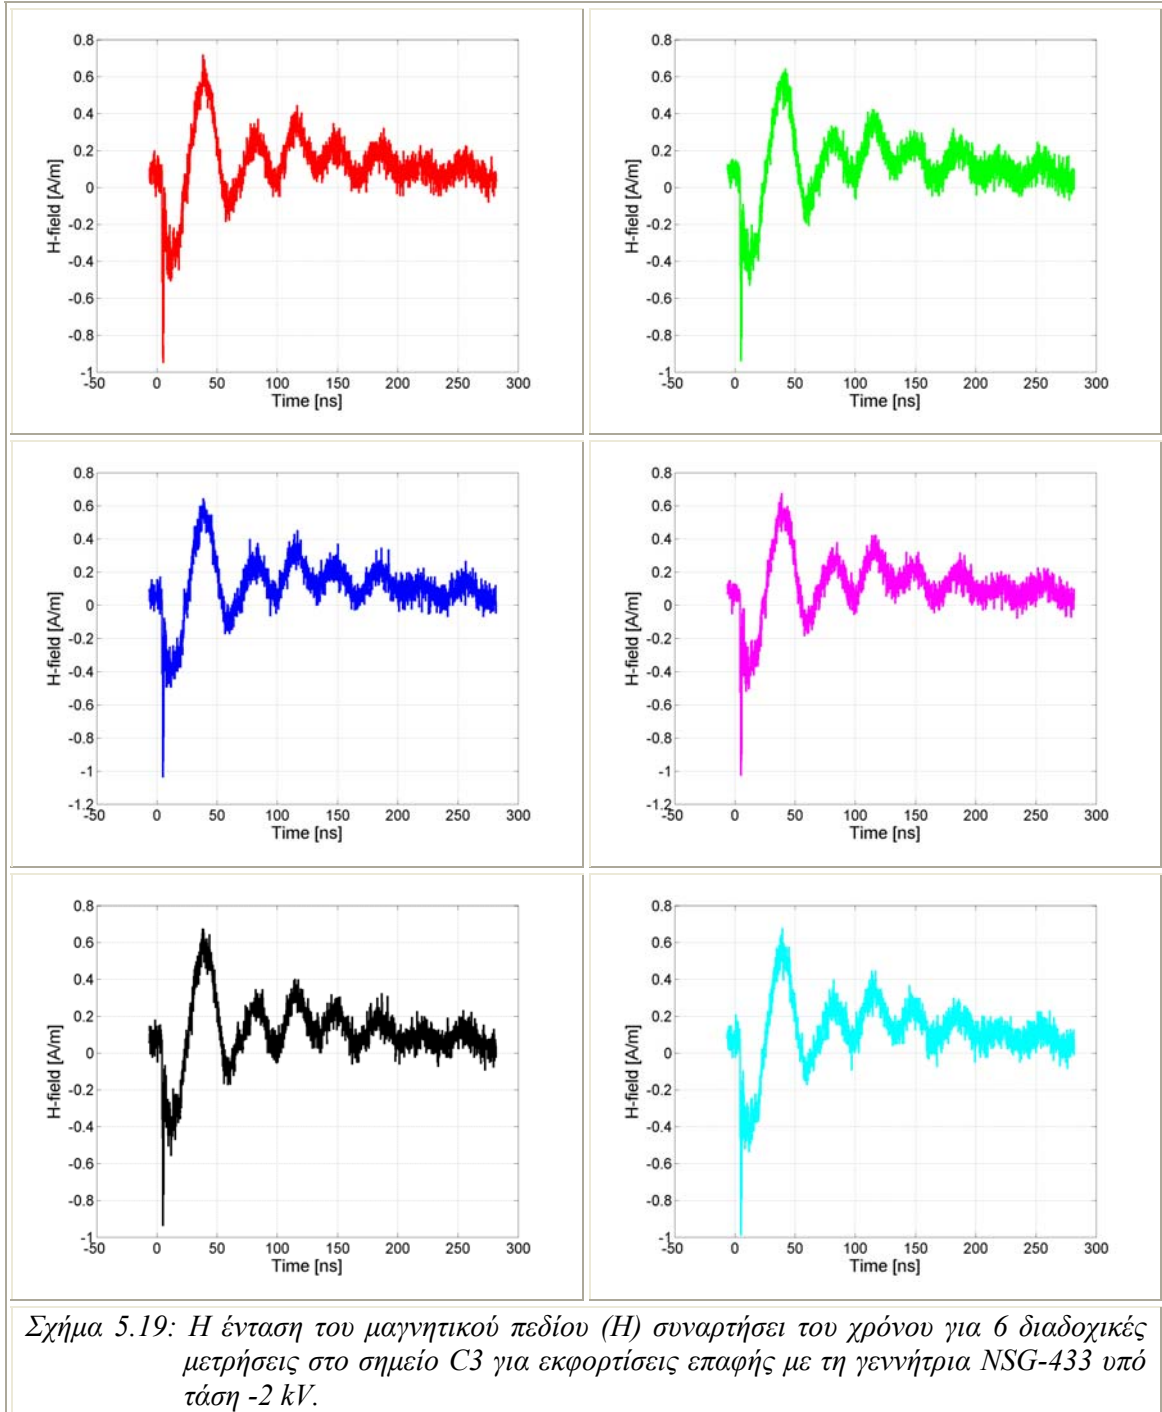 0.8
0.6
0.4
0.2
0
-0.2
-0.4
-0.6
-0.8
-1
H-field [A/m]
-50 0 50 100 150 200 250 300
Time [ns]
0.8
0.6
0.4
0.2
0
-0.2
-0.4
-0.6
-0.8
-1
H-field [A/m]
-50 0 50 100 150 200 250 300
Time [ns]
0.8
0.6
0.4
0.2
0
-0.2
-0.4
-0.6
-0.8
-1
-1.2
H-field [A/m]
-50 0 50 100 150 200 250 300
Time [ns]
0.8
0.6
0.4
0.2
0
-0.2
-0.4
-0.6
-0.8
-1
-1.2
H-field [A/m]
-50 0 50 100 150 200 250 300
Time [ns]
0.8
0.6
0.4
0.2
0
-0.2
-0.4
-0.6
-0.8
-1
H-field [A/m]
-50 0 50 100 150 200 250 300
Time [ns]
0.8
0.6
0.4
0.2
0
-0.2
-0.4
-0.6
-0.8
-1
H-field [A/m]
-50 0 50 100 150 200 250 300
Time [ns]
Σχήμα 5.19: Η ένταση του μαγνητικού πεδίου (Η) συναρτήσει του χρόνου για 6 διαδοχικές
μετρήσεις στο σημείο C3 για εκφορτίσεις επαφής με τη γεννήτρια NSG-433 υπό
τάση -2 kV.